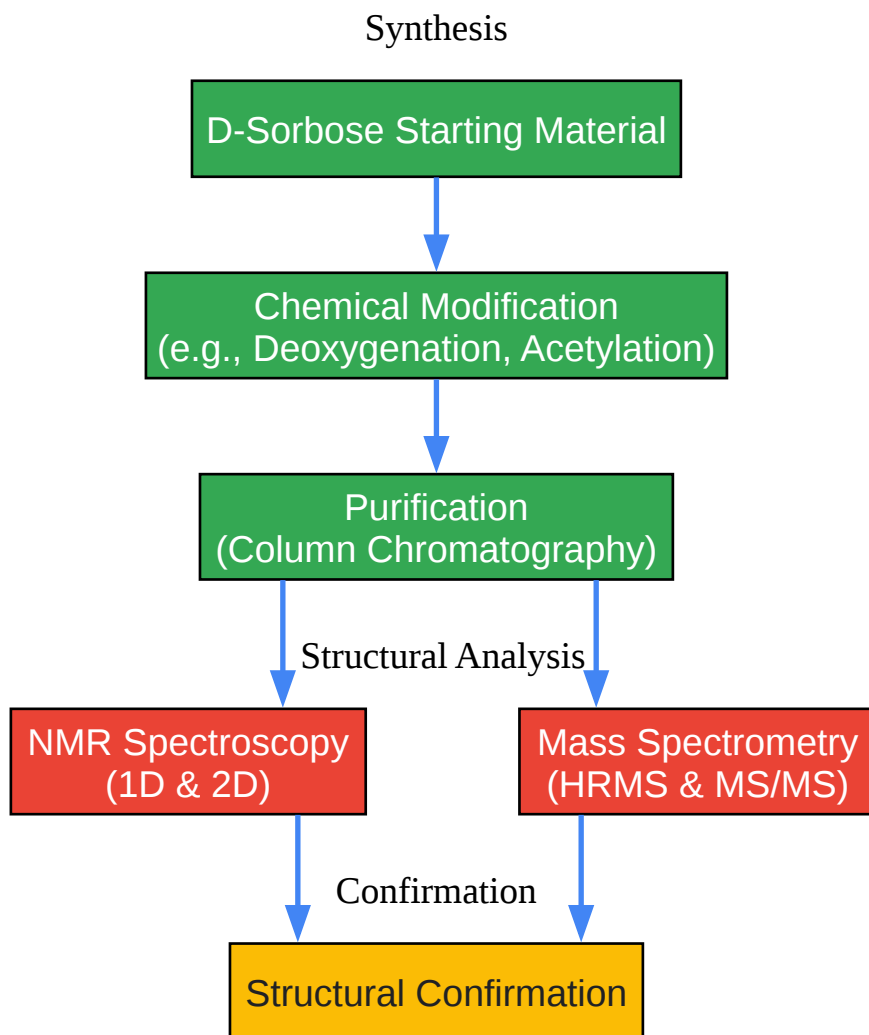 Synthesis
D-Sorbose Starting Material
Chemical Modification
(e.g., Deoxygenation, Acetylation)
Purification
(Column Chromatography)
Structural Analysis
NMR Spectroscopy
(1D & 2D)
Mass Spectrometry
(HRMS & MS/MS)
Confirmation
Structural Confirmation